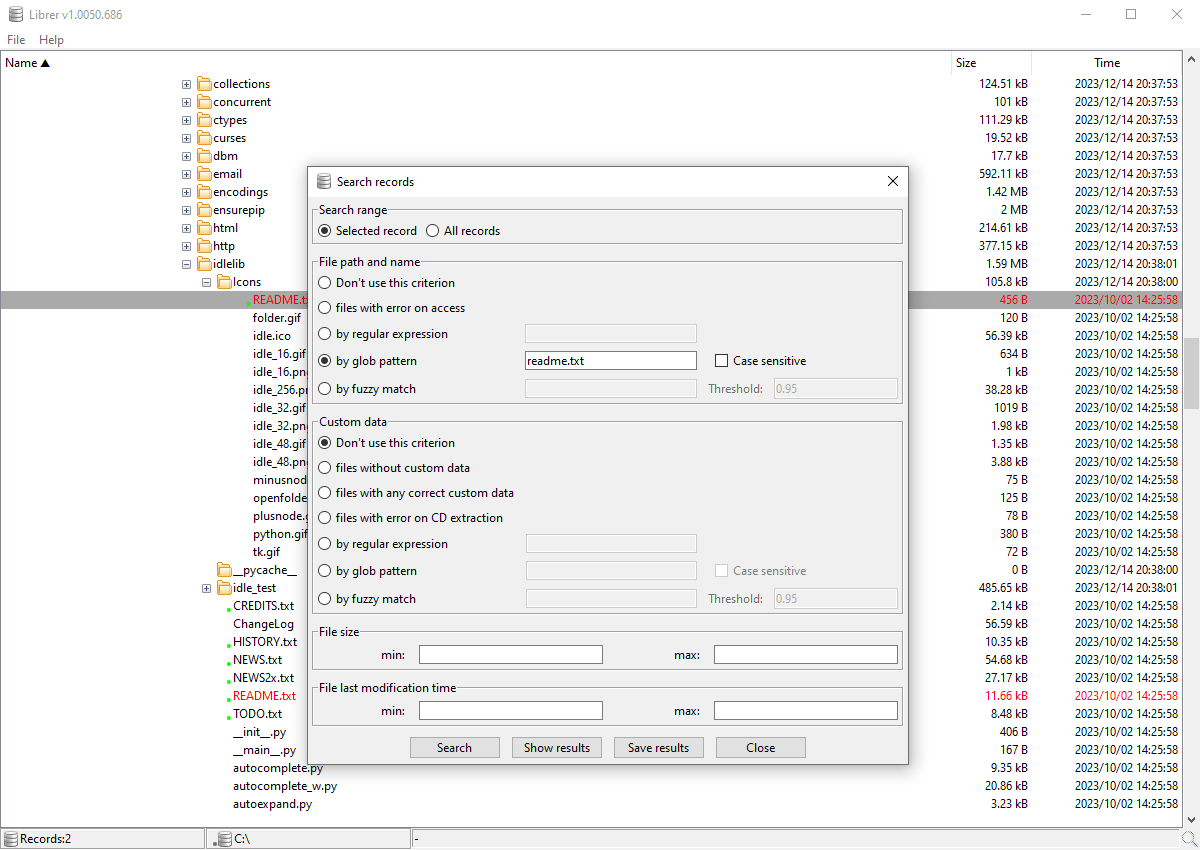 Librer v1.0050.686
File Help
Name ▲ Size Time
collections 124.51 kB 2023/12/14 20:37:53
concurrent 101 kB 2023/12/14 20:37:53
ctypes 111.29 kB 2023/12/14 20:37:53
curses 19.52 kB 2023/12/14 20:37:53
dbm 17.7 kB 2023/12/14 20:37:53
email 592.11 kB 2023/12/14 20:37:53
encodings 1.42 MB 2023/12/14 20:37:53
ensurepip 2 MB 2023/12/14 20:37:53
html 214.61 kB 2023/12/14 20:37:53
http 377.15 kB 2023/12/14 20:37:53
idlelib 1.59 MB 2023/12/14 20:38:01
Icons 105.8 kB 2023/12/14 20:38:00
README.t 456 B 2023/10/02 14:25:58
folder.gif 120 B 2023/10/02 14:25:58
idle.ico 56.39 kB 2023/10/02 14:25:58
idle_16.gif 634 B 2023/10/02 14:25:58
idle_16.pn 1 kB 2023/10/02 14:25:58
idle_256.p 38.28 kB 2023/10/02 14:25:58
idle_32.gif 1019 B 2023/10/02 14:25:58
idle_32.pn 1.98 kB 2023/10/02 14:25:58
idle_48.gif 1.35 kB 2023/10/02 14:25:58
idle_48.pn 3.88 kB 2023/10/02 14:25:58
minusnod 75 B 2023/10/02 14:25:58
openfolde 125 B 2023/10/02 14:25:58
plusnode. 78 B 2023/10/02 14:25:58
python.gif 380 B 2023/10/02 14:25:58
tk.gif 72 B 2023/10/02 14:25:58
__pycache__ 0 B 2023/12/14 20:38:00
idle_test 485.65 kB 2023/12/14 20:38:01
CREDITS.txt 2.14 kB 2023/10/02 14:25:58
ChangeLog 56.59 kB 2023/10/02 14:25:58
HISTORY.txt 10.35 kB 2023/10/02 14:25:58
NEWS.txt 54.68 kB 2023/10/02 14:25:58
NEWS2x.txt 27.17 kB 2023/10/02 14:25:58
README.txt 11.66 kB 2023/10/02 14:25:58
TODO.txt 8.48 kB 2023/10/02 14:25:58
__init__.py 406 B 2023/10/02 14:25:58
__main__.py 167 B 2023/10/02 14:25:58
autocomplete.py 9.35 kB 2023/10/02 14:25:58
autocomplete_w.py 20.86 kB 2023/10/02 14:25:58
autoexpand.py 3.23 kB 2023/10/02 14:25:58
Search records
Search range
Selected record All records
File path and name
Don't use this criterion
files with error on access
by regular expression
by glob pattern readme.txt Case sensitive
by fuzzy match Threshold: 0.95
Custom data
Don't use this criterion
files without custom data
files with any correct custom data
files with error on CD extraction
by regular expression
by glob pattern Case sensitive
by fuzzy match Threshold: 0.95
File size
min: max:
File last modification time
min: max:
Search Show results Save results Close
Records:2 C:\ -